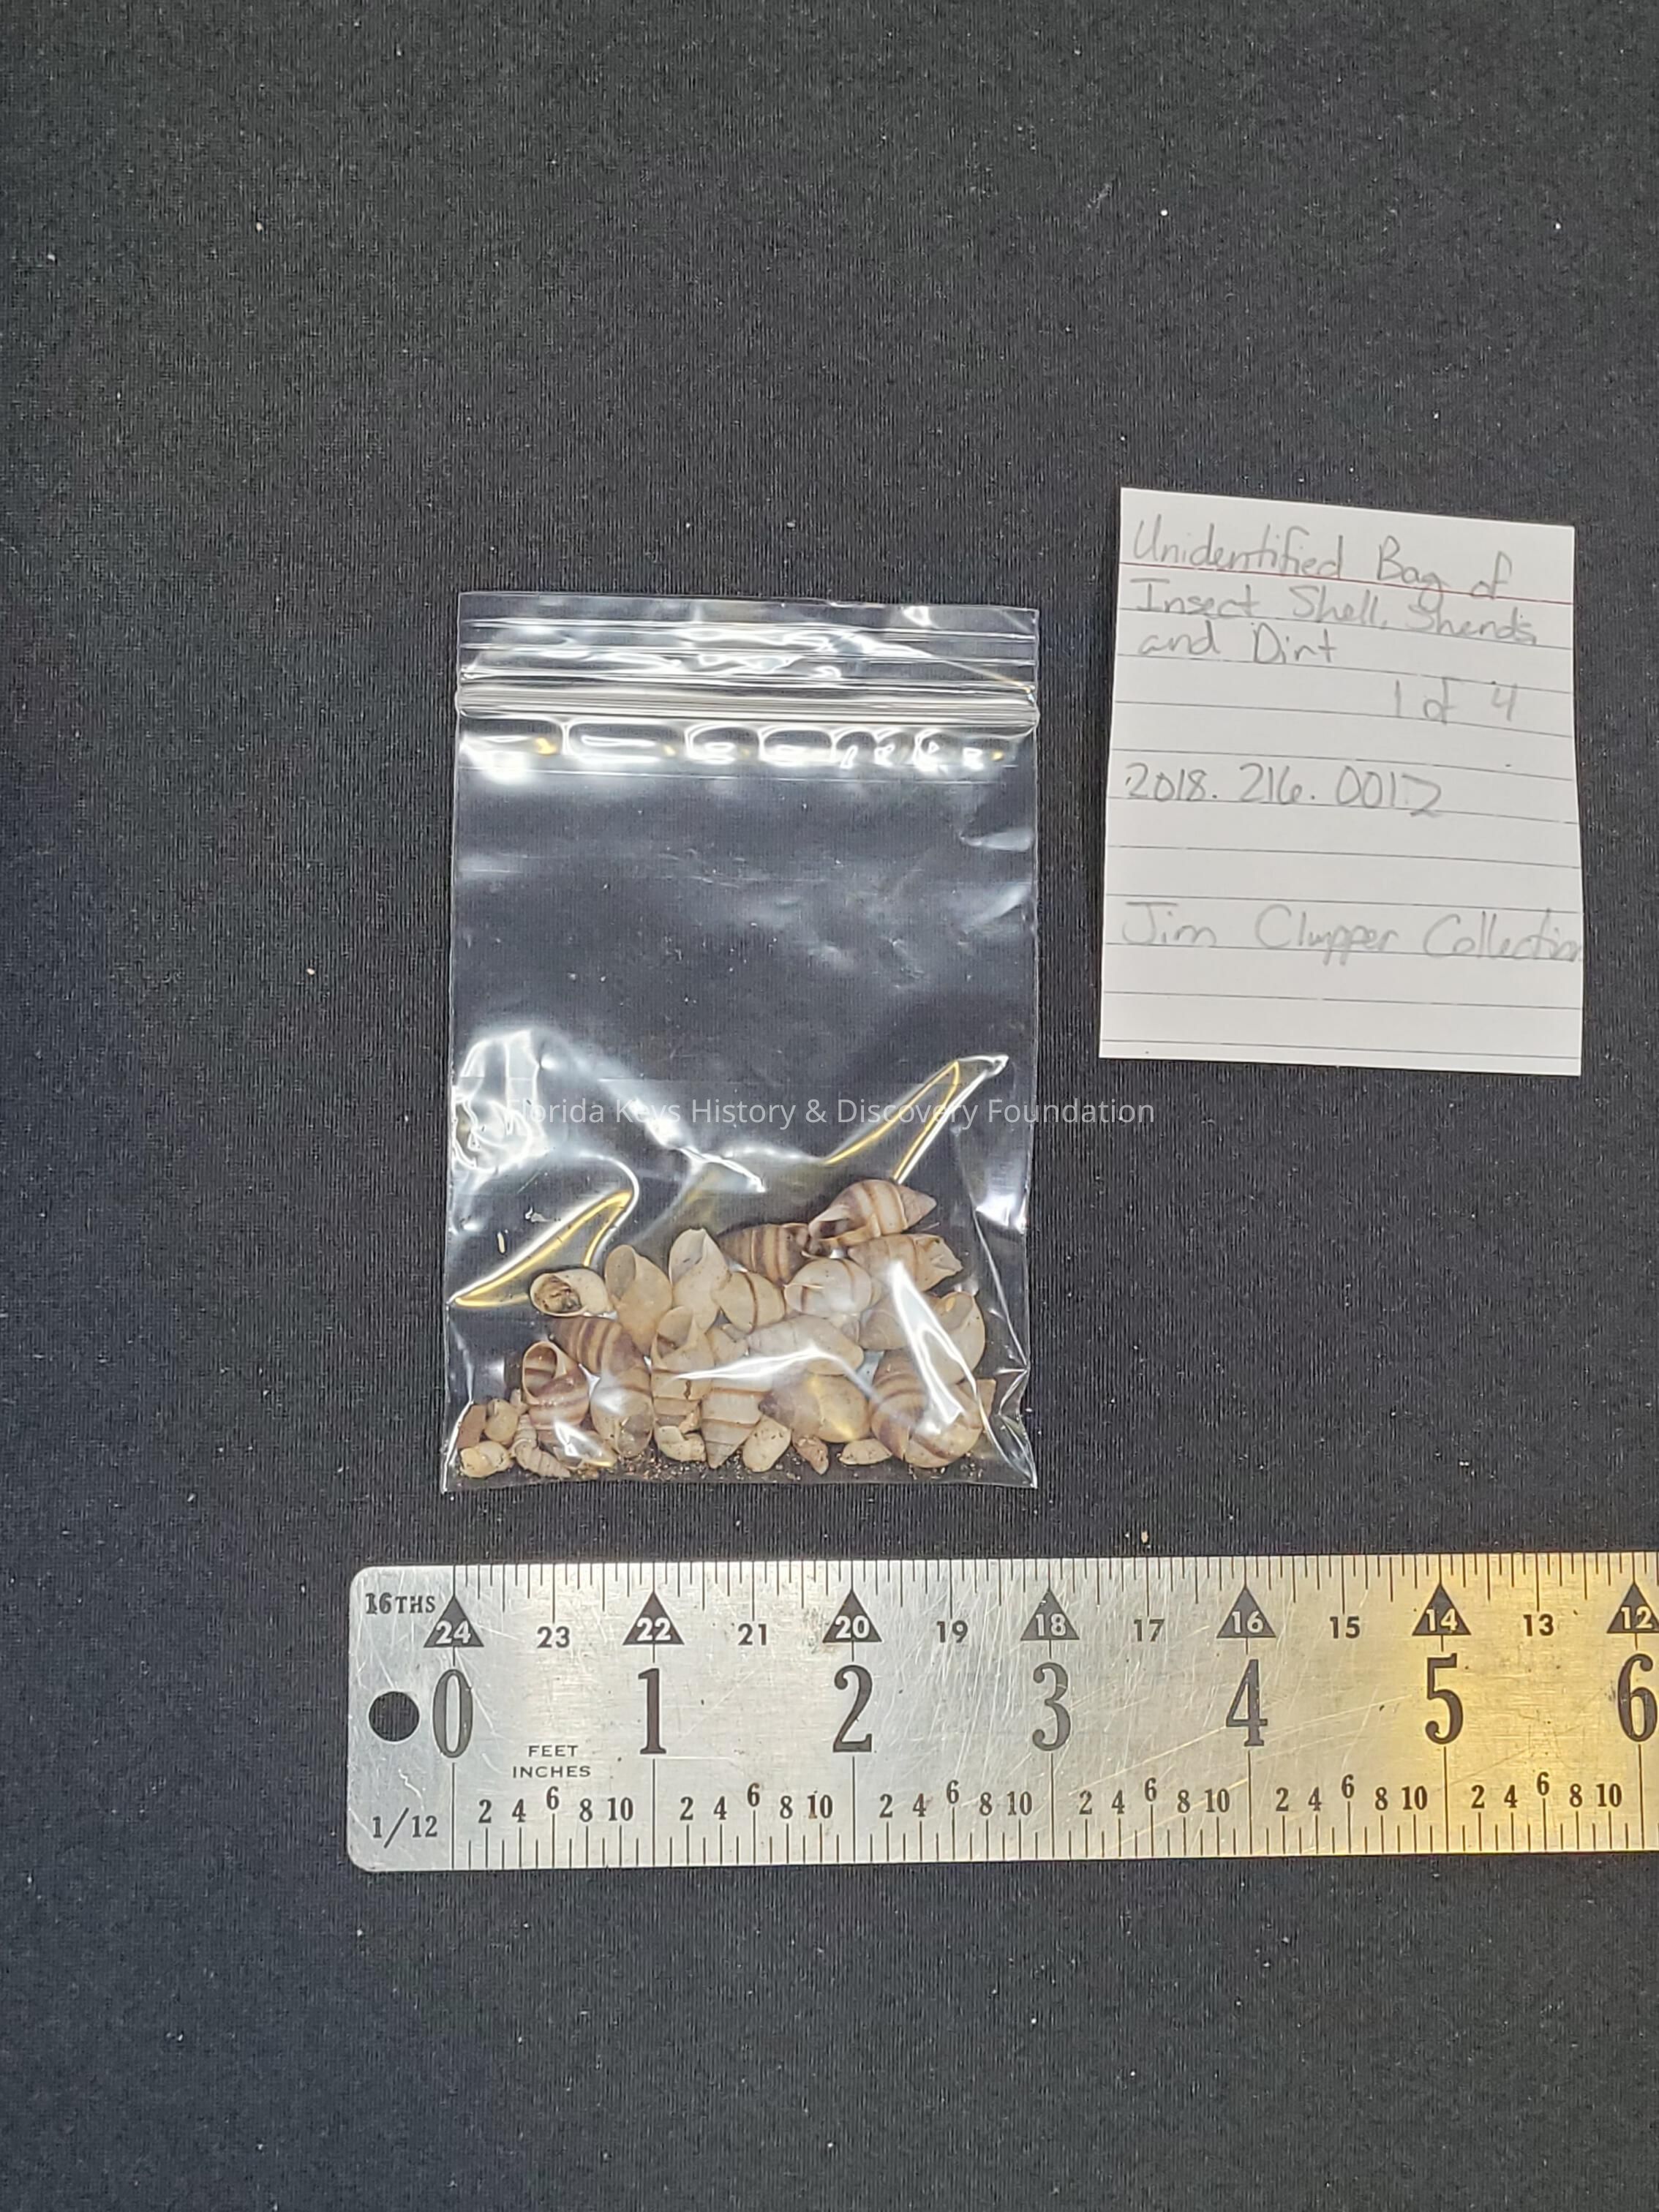 Unidentified Bag of
Insect Shell, Sherds,
and Dirt
1 of 4
2018.216.0012
Jim Clupper Collection
Florida Keys History & Discovery Foundation
16THS 24 23 22 21 20 19 18 17 16 15 14 13 12
0 1 2 3 4 5 6
FEET
INCHES
1/12 2 4 6 8 10 2 4 6 8 10 2 4 6 8 10 2 4 6 8 10 2 4 6 8 10 2 4 6 8 10